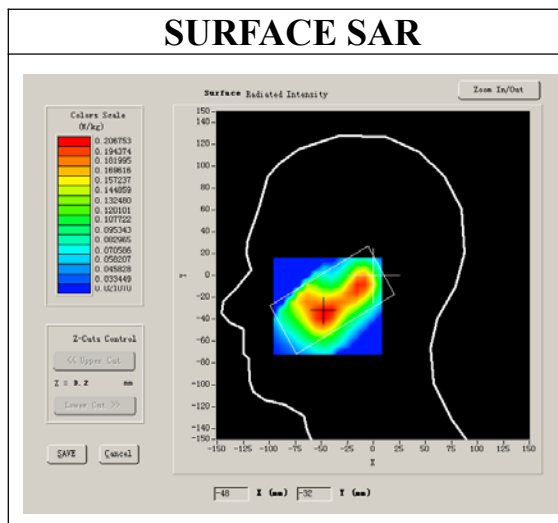 SURFACE SAR
Surface Radiated Intensity
Zoom In/Out
Colors Scale
(W/kg)
0.206753
0.194374
0.181995
0.169616
0.157237
0.144859
0.132480
0.120101
0.107722
0.095343
0.082965
0.070586
0.058207
0.045828
0.033449
Z-Cuts Control
<< Upper Cut
Z = 0.2 mm
Lower Cut >>
SAVE
Cancel
150
140
120
100
80
60
40
20
0
-20
-40
-60
-80
-100
-120
-140
-150
Y
-150 -125 -100 -75 -50 -25 0 25 50 75 100 125 150
X
-48 X (mm) -32 Y (mm)